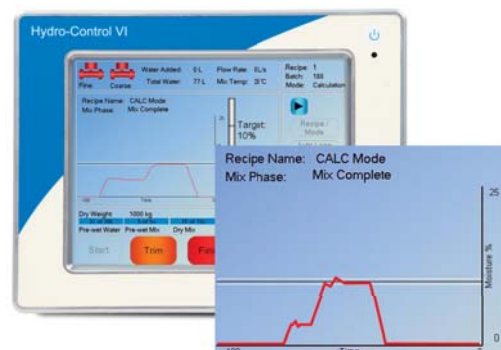 Hydro-Control VI
Water Added: 0 L Flow Rate: 0L/s Recipe: 1
Total Water: 77 L Mix Temp: Batch: 188
Fine: Coarse Mode: Calculation
Recipe Name: CALC Mode
Mix Phase: Mix Complete
Target:
10%
Recipe /
Mode
Dry Weight: 1000 kg
Pre-wet Water Pre-wet Mix Dry Mix
Start Trim
Recipe Name: CALC Mode
Mix Phase: Mix Complete
25
Moisture %
0